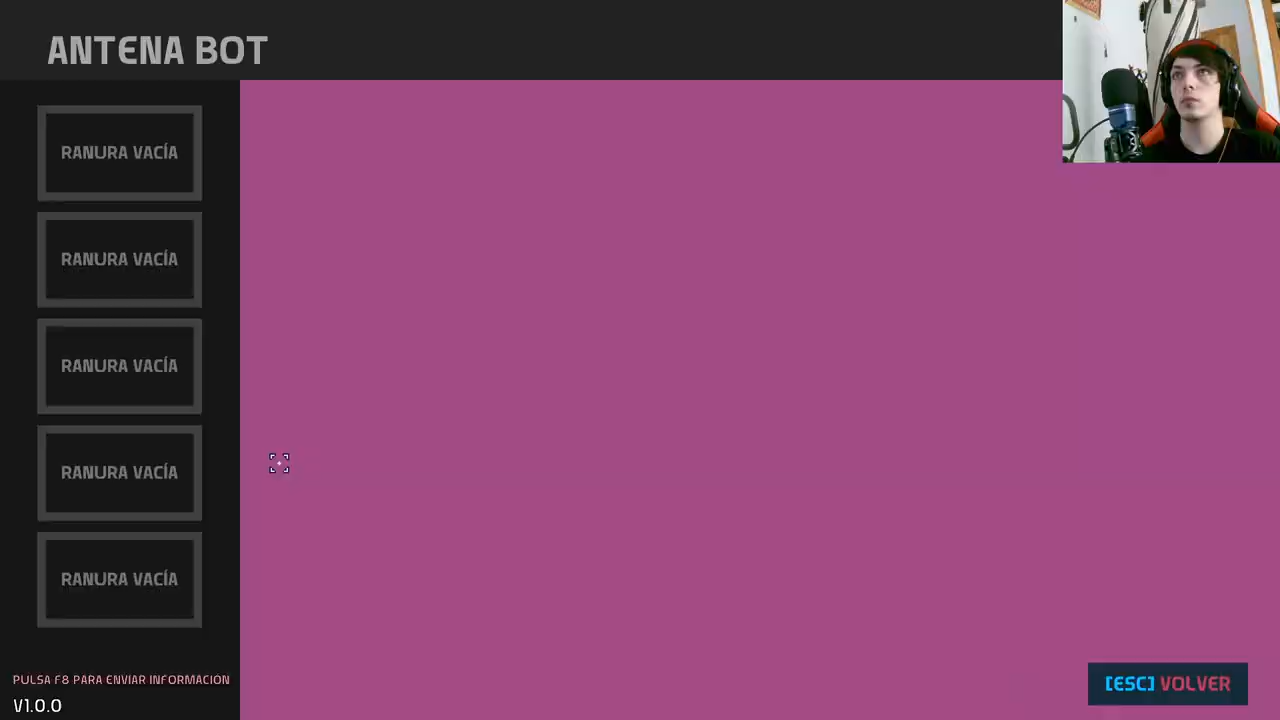 ANTENA BOT
RANURA VACÍA
RANURA VACÍA
RANURA VACÍA
RANURA VACÍA
RANURA VACÍA
PULSA F8 PARA ENVIAR INFORMACIÓN
V1.0.0
[ESC] VOLVER